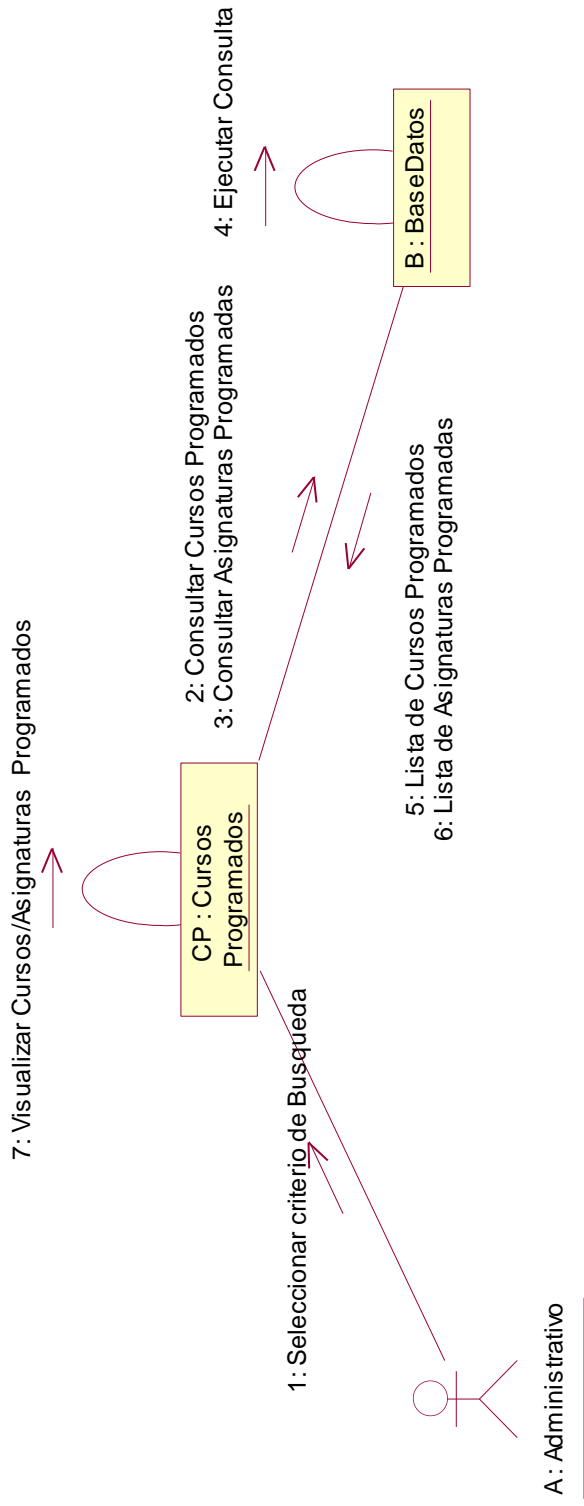 7: Visualizar Cursos/Asignaturas Programados
CP : Cursos
Programados
1: Seleccionar criterio de Busqueda
A : Administrativo
2: Consultar Cursos Programados
3: Consultar Asignaturas Programadas
4: Ejecutar Consulta
B : BaseDatos
5: Lista de Cursos Programados
6: Lista de Asignaturas Programadas